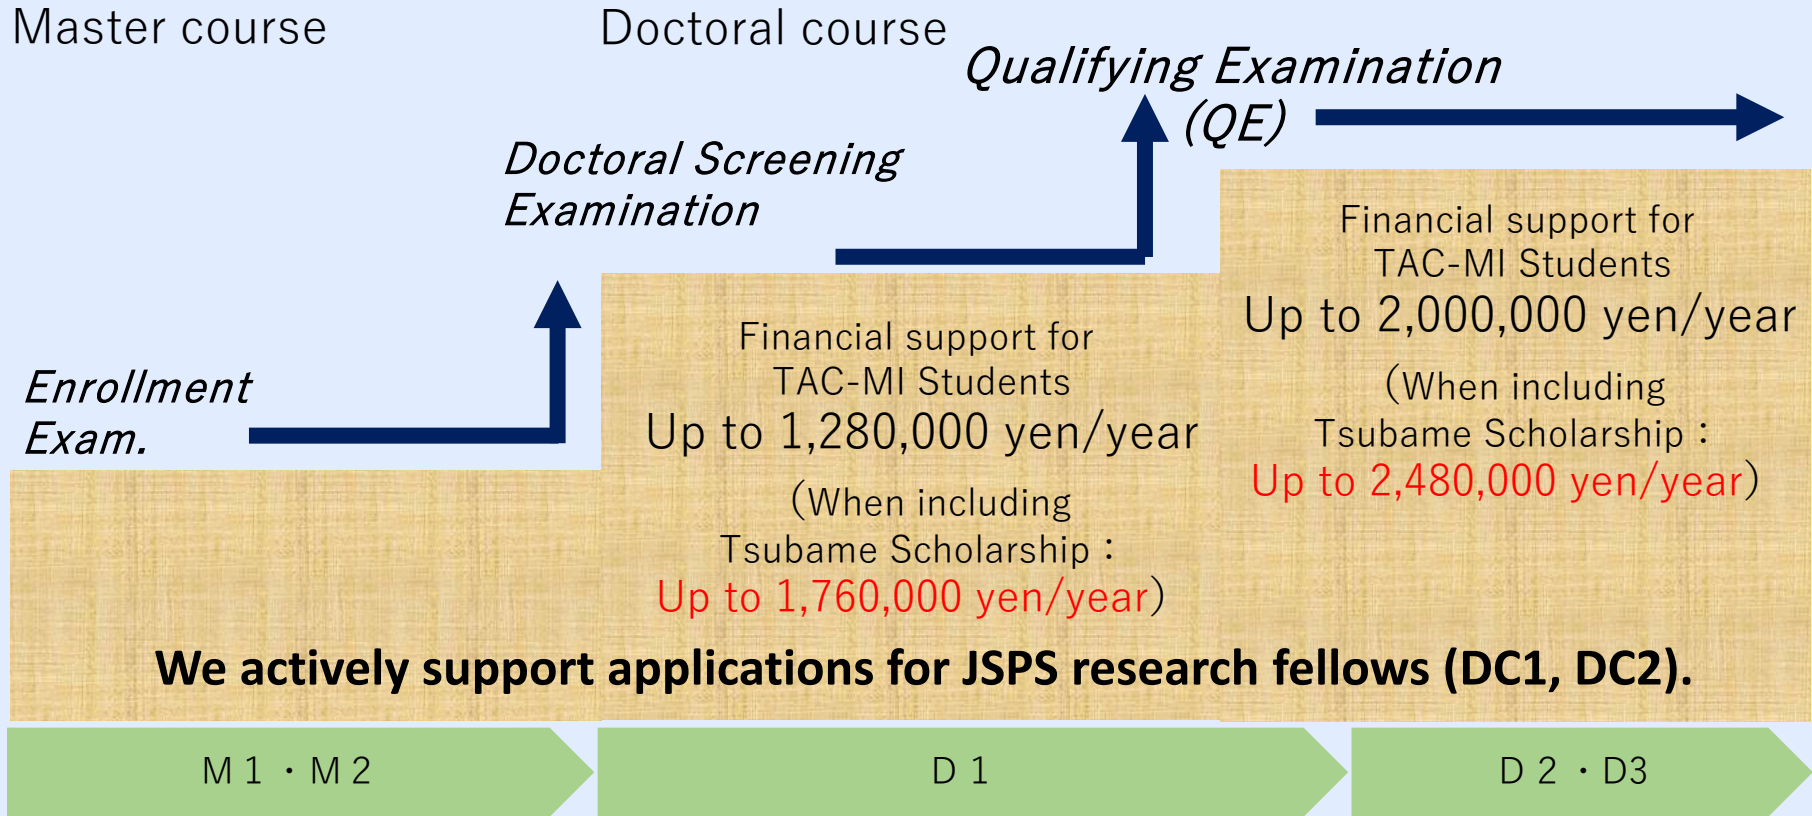 Master course
Doctoral course
Qualifying Examination
(QE)
Doctoral Screening
Examination
Enrollment
Exam.
Financial support for
TAC-MI Students
Up to 1,280,000 yen/year
(When including
Tsubame Scholarship：
Up to 1,760,000 yen/year)
Financial support for
TAC-MI Students
Up to 2,000,000 yen/year
(When including
Tsubame Scholarship：
Up to 2,480,000 yen/year)
We actively support applications for JSPS research fellows (DC1, DC2).
M１・M２
D１
D２・D3